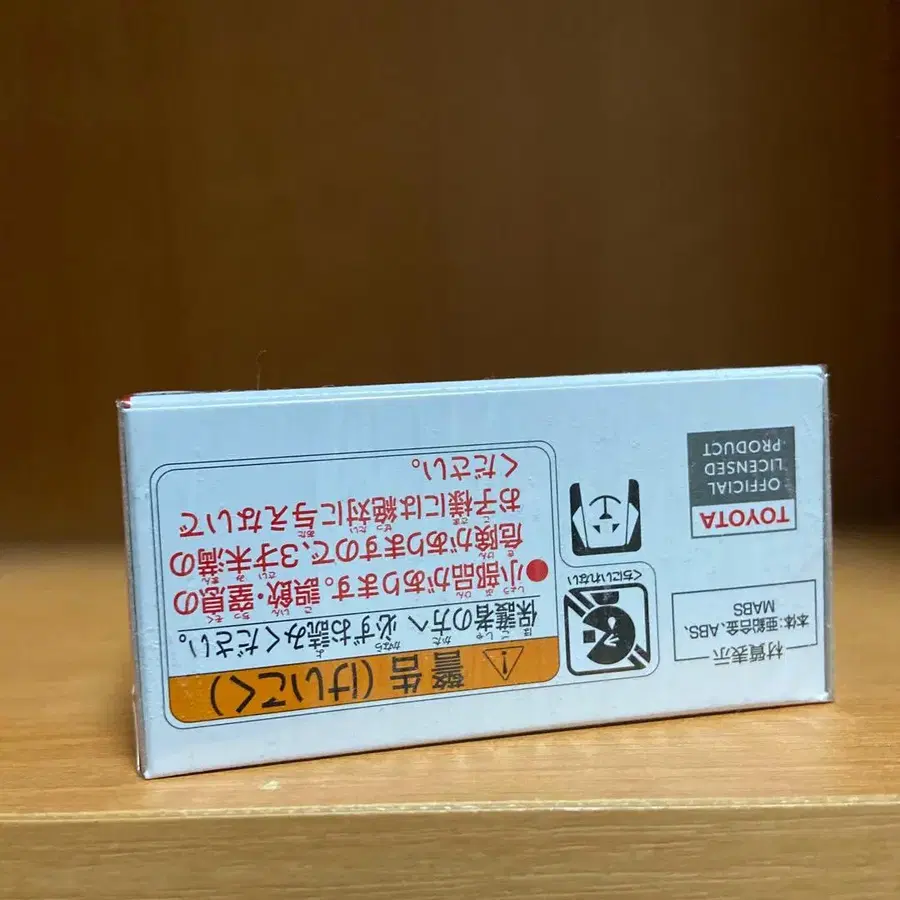 警告(けいこく)
保護者の方へ 必ずお読みください。
●小部品があります。誤飲・窒息の
危険がありますので、3才未満の
お子様には絶対に与えないで
ください。
くちにいれない
材質表示
本体:亜鉛合金、ABS、
MABS
TOYOTA
OFFICIAL
LICENSED
PRODUCT